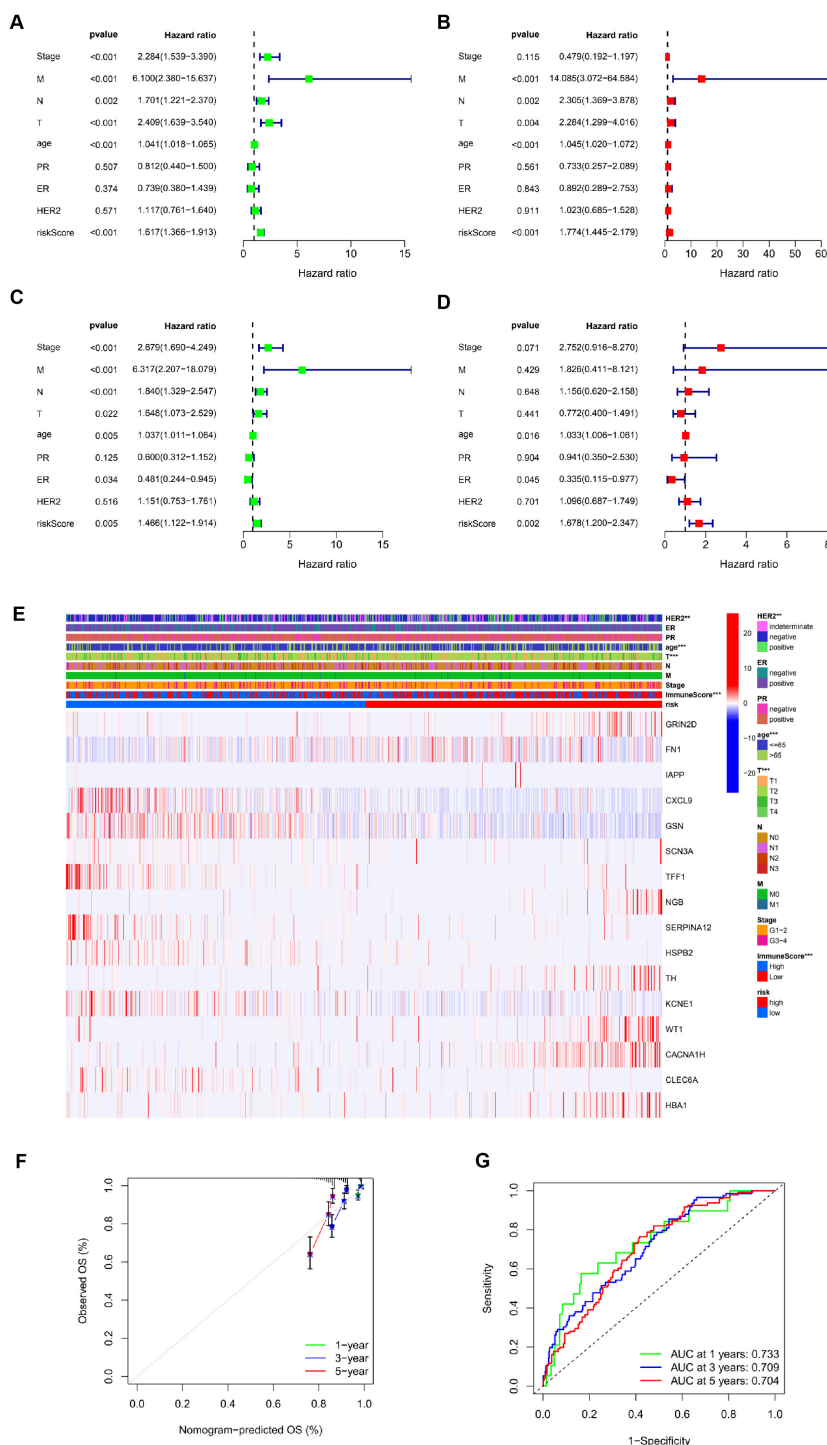 A
pvalue Hazard ratio
Stage <0.001 2.284(1.539−3.390)
M <0.001 6.100(2.380−15.637)
N 0.002 1.701(1.221−2.370)
T <0.001 2.409(1.639−3.540)
age <0.001 1.041(1.018−1.065)
PR 0.507 0.812(0.440−1.500)
ER 0.374 0.739(0.380−1.439)
HER2 0.571 1.117(0.761−1.640)
riskScore <0.001 1.617(1.366−1.913)
0 5 10 15
Hazard ratio
B
pvalue Hazard ratio
Stage 0.115 0.479(0.192−1.197)
M <0.001 14.085(3.072−64.584)
N 0.002 2.305(1.369−3.878)
T 0.004 2.284(1.299−4.016)
age <0.001 1.045(1.020−1.072)
PR 0.561 0.733(0.257−2.089)
ER 0.843 0.892(0.289−2.753)
HER2 0.911 1.023(0.685−1.528)
riskScore <0.001 1.774(1.445−2.179)
0 10 20 30 40 50 60
Hazard ratio
C
pvalue Hazard ratio
Stage <0.001 2.679(1.690−4.249)
M <0.001 6.317(2.207−18.079)
N <0.001 1.840(1.329−2.547)
T 0.022 1.648(1.073−2.529)
age 0.005 1.037(1.011−1.064)
PR 0.125 0.600(0.312−1.152)
ER 0.034 0.481(0.244−0.945)
HER2 0.516 1.151(0.753−1.761)
riskScore 0.005 1.466(1.122−1.914)
0 5 10 15
Hazard ratio
D
pvalue Hazard ratio
Stage 0.071 2.752(0.916−8.270)
M 0.429 1.826(0.411−8.121)
N 0.648 1.156(0.620−2.158)
T 0.441 0.772(0.400−1.491)
age 0.016 1.033(1.006−1.061)
PR 0.904 0.941(0.350−2.530)
ER 0.045 0.335(0.115−0.977)
HER2 0.701 1.096(0.687−1.749)
riskScore 0.002 1.678(1.200−2.347)
0 2 4 6 8
Hazard ratio
E
HER2**
ER
PR
age***
T***
N
M
Stage
ImmuneScore***
risk
GRIN2D
FN1
IAPP
CXCL9
GSN
SCN3A
TFF1
NGB
SERPINA12
HSPB2
TH
KCNE1
WT1
CACNA1H
CLEC6A
HBA1
20
10
0
−10
−20
HER2**
indeterminate
negative
positive
ER
negative
positive
PR
negative
positive
age***
<=65
>65
T***
T1
T2
T3
T4
N
N0
N1
N2
N3
M
M0
M1
Stage
G1−2
G3−4
ImmuneScore***
High
Low
risk
high
low
F
Observed OS (%)
1.0
0.8
0.6
0.4
0.2
0.0
1−year
3−year
5−year
0.0 0.2 0.4 0.6 0.8 1.0
Nomogram−predicted OS (%)
G
Sensitivity
1.0
0.8
0.6
0.4
0.2
0.0
AUC at 1 years: 0.733
AUC at 3 years: 0.709
AUC at 5 years: 0.704
0.0 0.2 0.4 0.6 0.8 1.0
1−Specificity